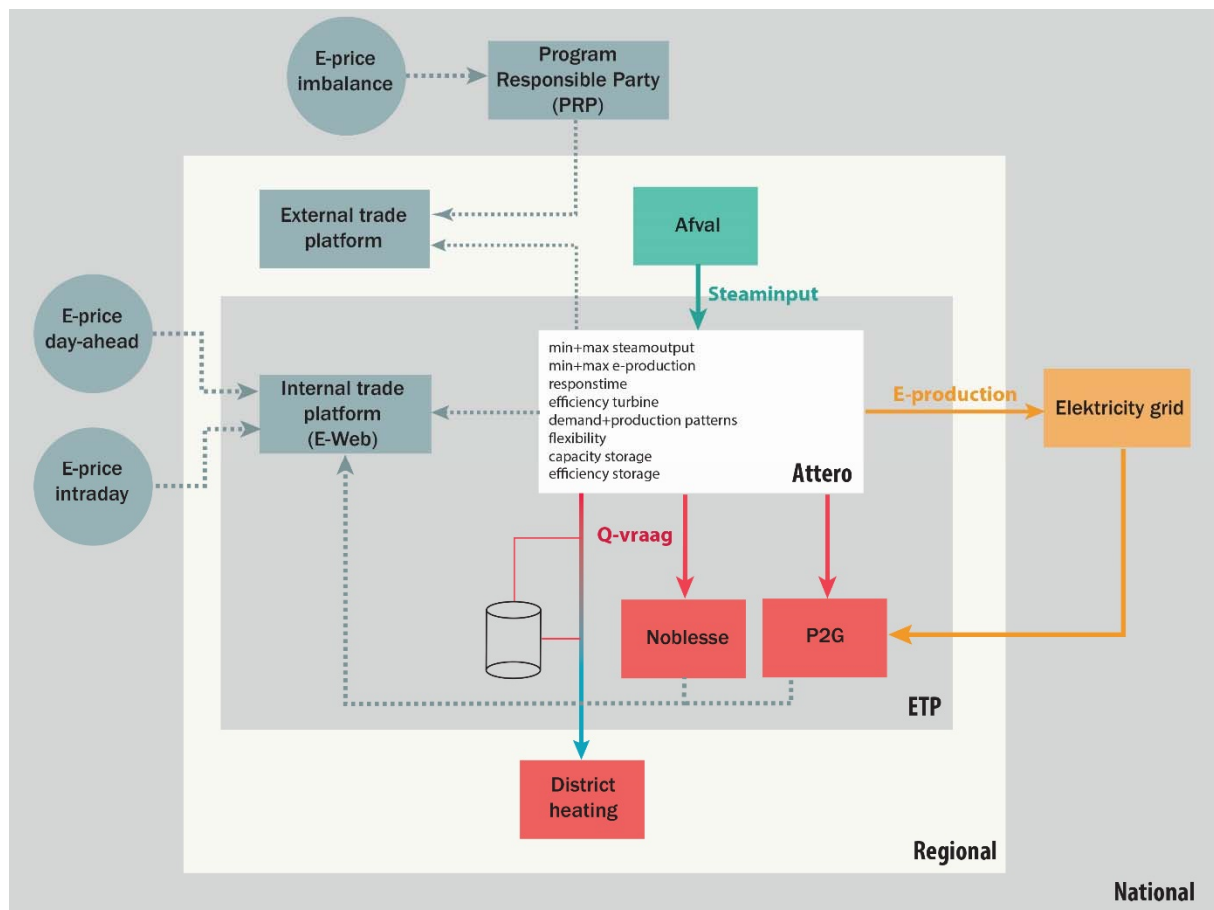 E-price
imbalance
Program
Responsible Party
(PRP)
External trade
platform
Afval
Steaminput
E-price
day-ahead
Internal trade
platform
(E-Web)
E-price
intraday
min+max steamoutput
min+max e-production
responstime
efficiency turbine
demand+production patterns
flexibility
capacity storage
efficiency storage
Attero
E-production
Elektricity grid
Q-vraag
Noblesse
P2G
ETP
District
heating
Regional
National